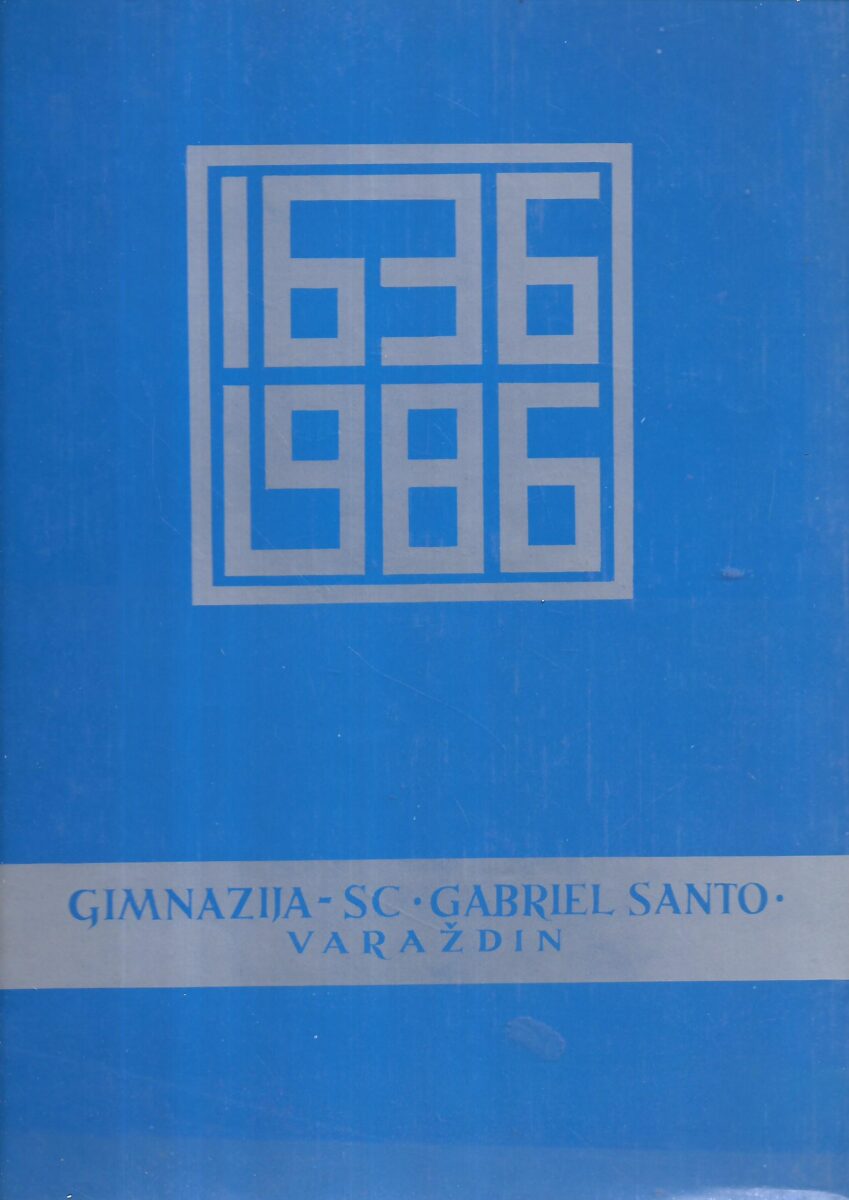 1636
1986
GIMNAZIJA - SC · GABRIEL SANTO ·
VARAŽDIN